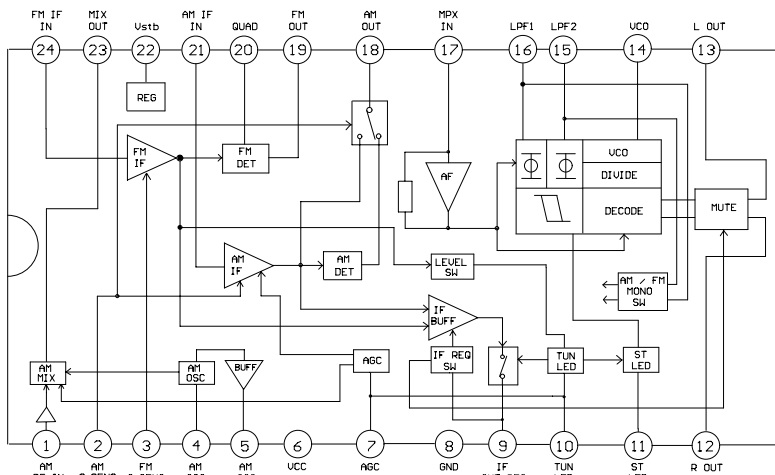 FM IF IN
MIX OUT
Vstb
AM IF IN
QUAD
FM OUT
AM OUT
MPX IN
LPF1
LPF2
VCO
L OUT
24
23
22
21
20
19
18
17
16
15
14
13
REG
FM IF
FM DET
AF
VCO
DIVIDE
DECODE
MUTE
AM IF
AM DET
LEVEL SW
AM / FM MONO SW
IF BUFF
AM MIX
AM OSC
BUFF
AGC
IF REQ SW
TUN LED
ST LED
1
2
3
4
5
6
7
8
9
10
11
12
AM
AM
FM
AM
AM
VCC
AGC
GND
IF
TUN
ST
R OUT